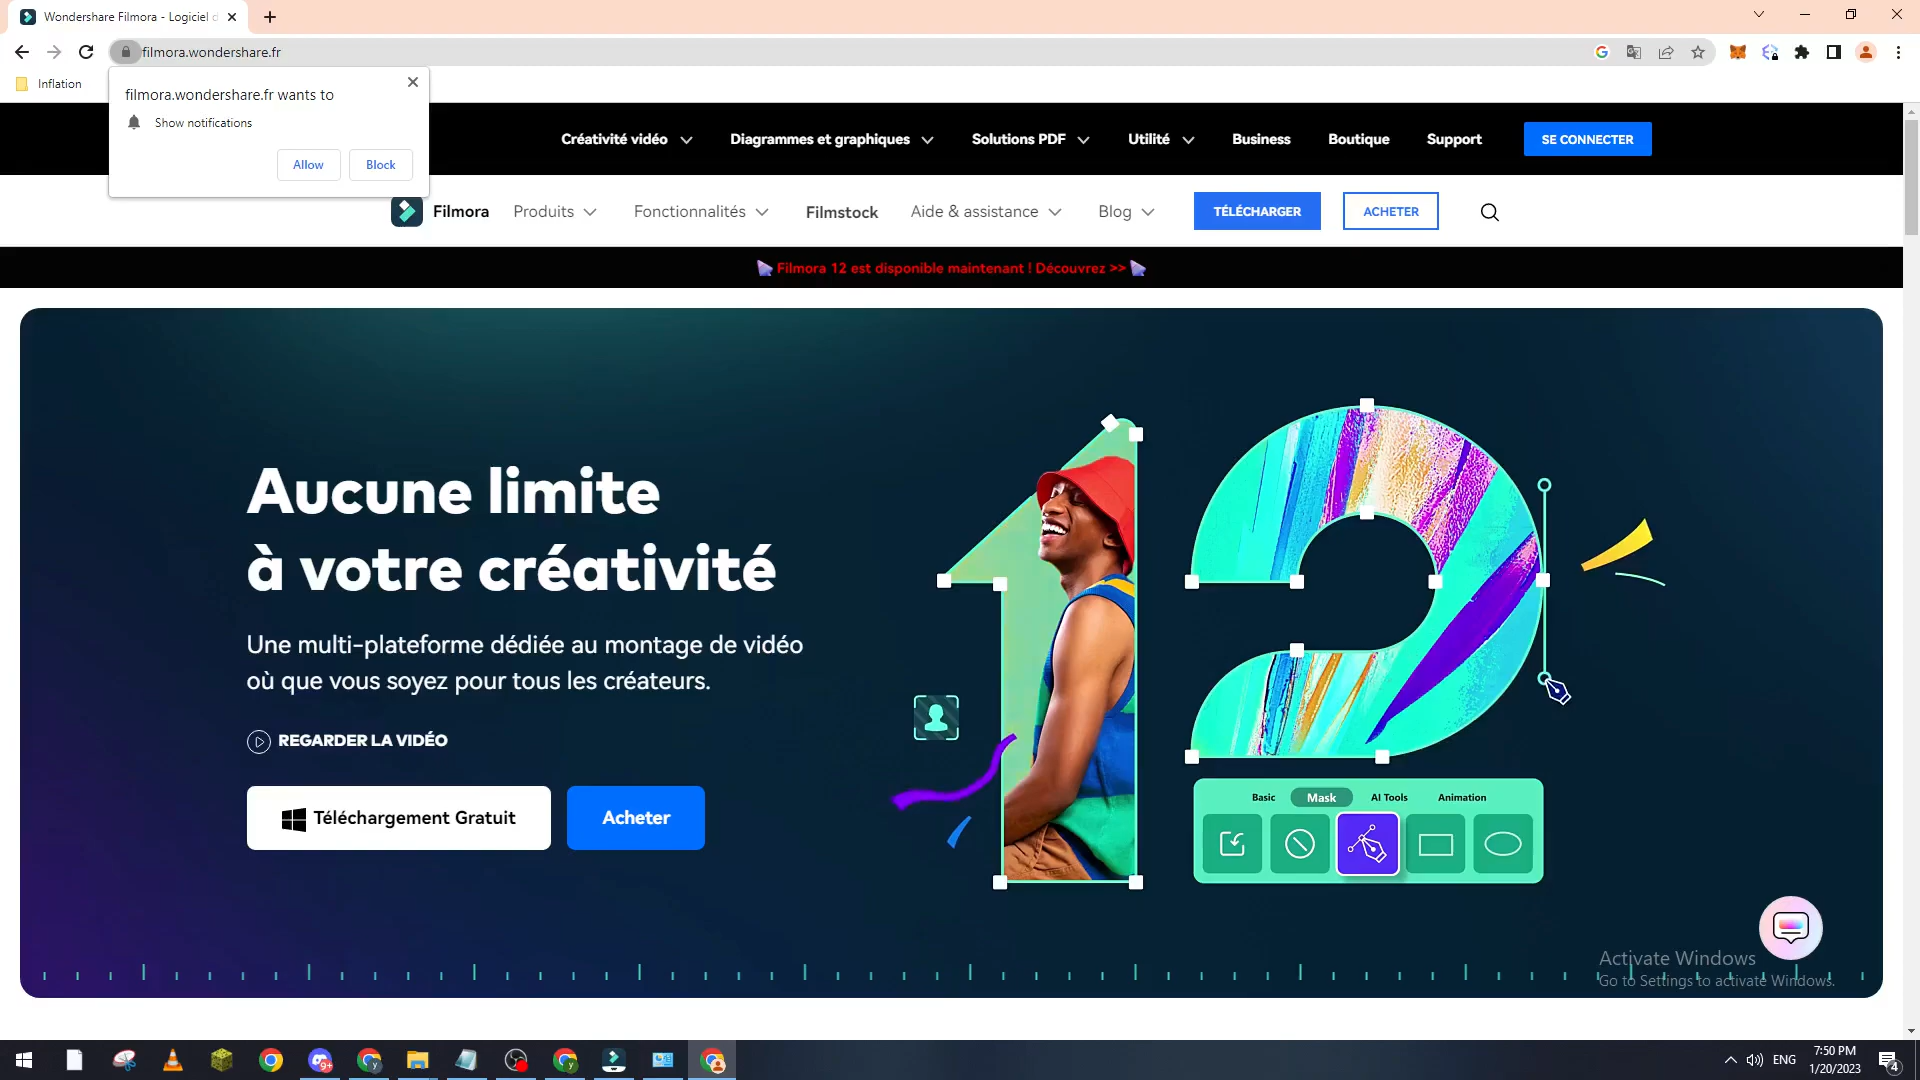 Wondershare Filmora - Logiciel d
filmora.wondershare.fr
Inflation
filmora.wondershare.fr wants to
Show notifications
Allow
Block
Créativité vidéo
Diagrammes et graphiques
Solutions PDF
Utilité
Business
Boutique
Support
SE CONNECTER
Filmora
Produits
Fonctionnalités
Filmstock
Aide & assistance
Blog
TÉLÉCHARGER
ACHETER
Filmora 12 est disponible maintenant ! Découvrez >>
Aucune limite
à votre créativité
Une multi-plateforme dédiée au montage de vidéo
où que vous soyez pour tous les créateurs.
REGARDER LA VIDÉO
Téléchargement Gratuit
Acheter
12
Basic
Mask
AI Tools
Animation
Activate Windows
Go to Settings to activate Windows.
9+
y
y
ENG
7:50 PM
1/20/2023
4